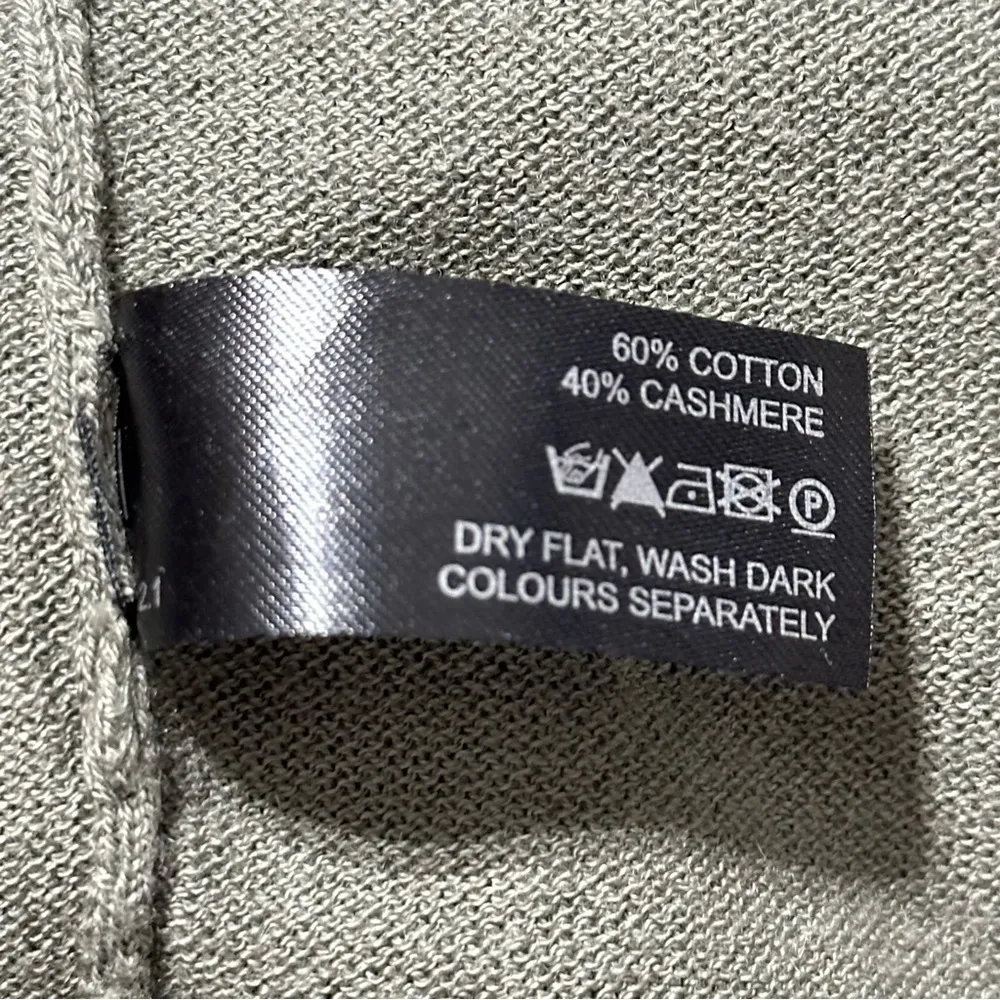 60% COTTON
40% CASHMERE
P
DRY FLAT, WASH DARK
COLOURS SEPARATELY